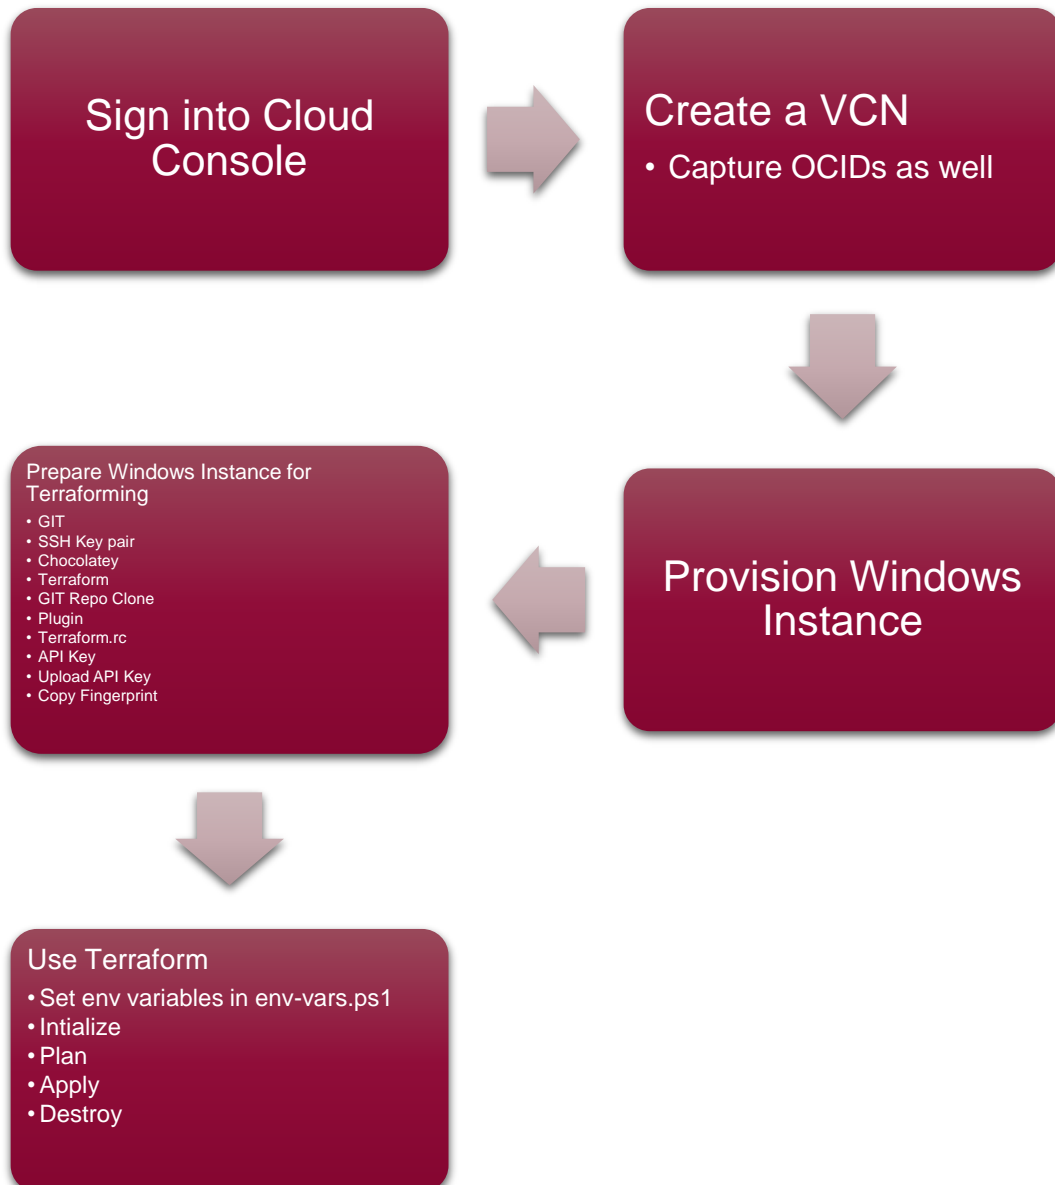 Sign into Cloud
Console
Create a VCN
• Capture OCIDs as well
Provision Windows
Instance
Prepare Windows Instance for
Terraforming
• GIT
• SSH Key pair
• Chocolatey
• Terraform
• GIT Repo Clone
• Plugin
• Terraform.rc
• API Key
• Upload API Key
• Copy Fingerprint
Use Terraform
• Set env variables in env-vars.ps1
• Intialize
• Plan
• Apply
• Destroy